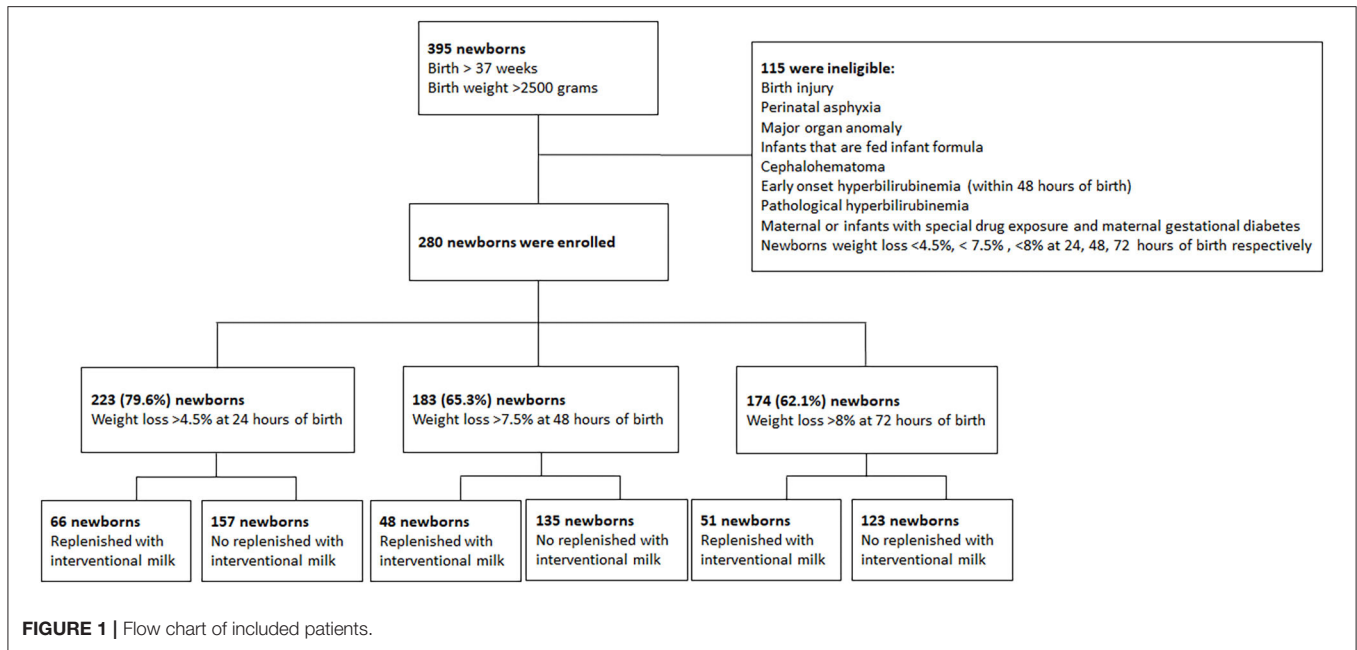 395 newborns
Birth > 37 weeks
Birth weight >2500 grams
115 were ineligible:
Birth injury
Perinatal asphyxia
Major organ anomaly
Infants that are fed infant formula
Cephalohematoma
Early onset hyperbilirubinemia (within 48 hours of birth)
Pathological hyperbilirubinemia
Maternal or infants with special drug exposure and maternal gestational diabetes
Newborns weight loss <4.5%, < 7.5% , <8% at 24, 48, 72 hours of birth respectively
280 newborns were enrolled
223 (79.6%) newborns
Weight loss >4.5% at 24 hours of birth
183 (65.3%) newborns
Weight loss >7.5% at 48 hours of birth
174 (62.1%) newborns
Weight loss >8% at 72 hours of birth
66 newborns
Replenished with
interventional milk
157 newborns
No replenished with
interventional milk
48 newborns
Replenished with
interventional milk
135 newborns
No replenished with
interventional milk
51 newborns
Replenished with
interventional milk
123 newborns
No replenished with
interventional milk
FIGURE 1 | Flow chart of included patients.